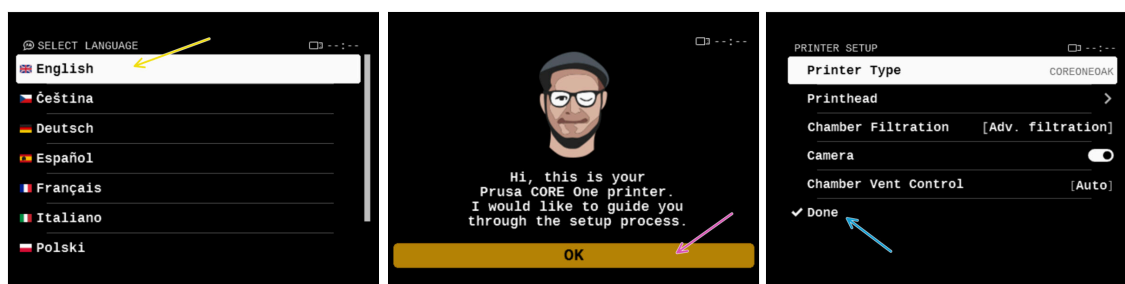 SELECT LANGUAGE
--:--
English
Čeština
Deutsch
Español
Français
Italiano
Polski
--:--
Hi, this is your
Prusa CORE One printer.
I would like to guide you
through the setup process.
OK
PRINTER SETUP
--:--
Printer Type COREONEOAK
Printhead
Chamber Filtration [Adv. filtration]
Camera
Chamber Vent Control [Auto]
Done